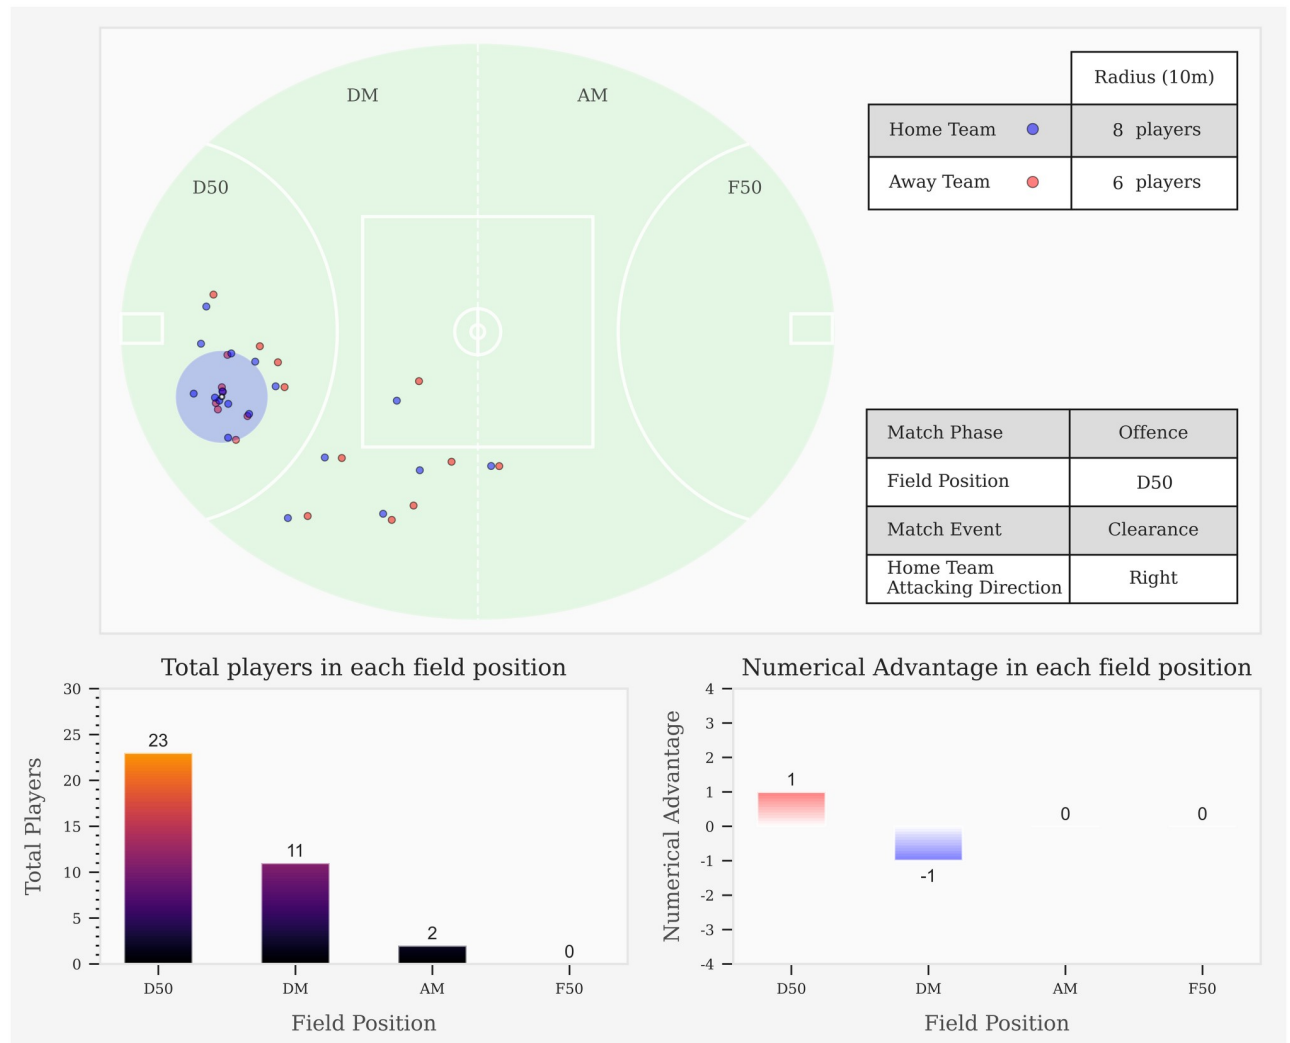 DM
AM
D50
F50
Radius (10m)
Home Team
8 players
Away Team
6 players
Match Phase
Offence
Field Position
D50
Match Event
Clearance
Home Team
Attacking Direction
Right
Total players in each field position
30
25
20
15
10
5
0
Total Players
23
11
2
0
D50
DM
AM
F50
Field Position
Numerical Advantage in each field position
4
3
2
1
0
-1
-2
-3
-4
Numerical Advantage
1
-1
0
0
D50
DM
AM
F50
Field Position